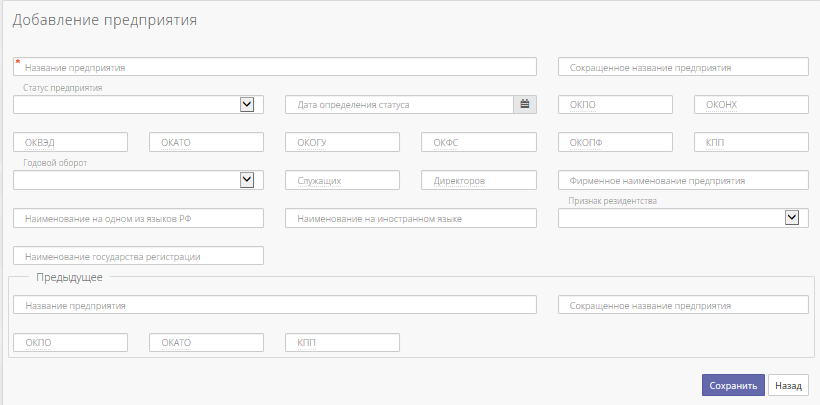 Добавление предприятия
* Название предприятия Сокращенное название предприятия
Статус предприятия
Дата определения статуса ОКПО ОКОНХ
ОКВЭД ОКАТО ОКОГУ ОКФС ОКОПФ КПП
Годовой оборот
Служащих Директоров Фирменное наименование предприятия
Признак резидентства
Наименование на одном из языков РФ Наименование на иностранном языке
Наименование государства регистрации
Предыдущее
Название предприятия Сокращенное название предприятия
ОКПО ОКАТО КПП
Сохранить Назад